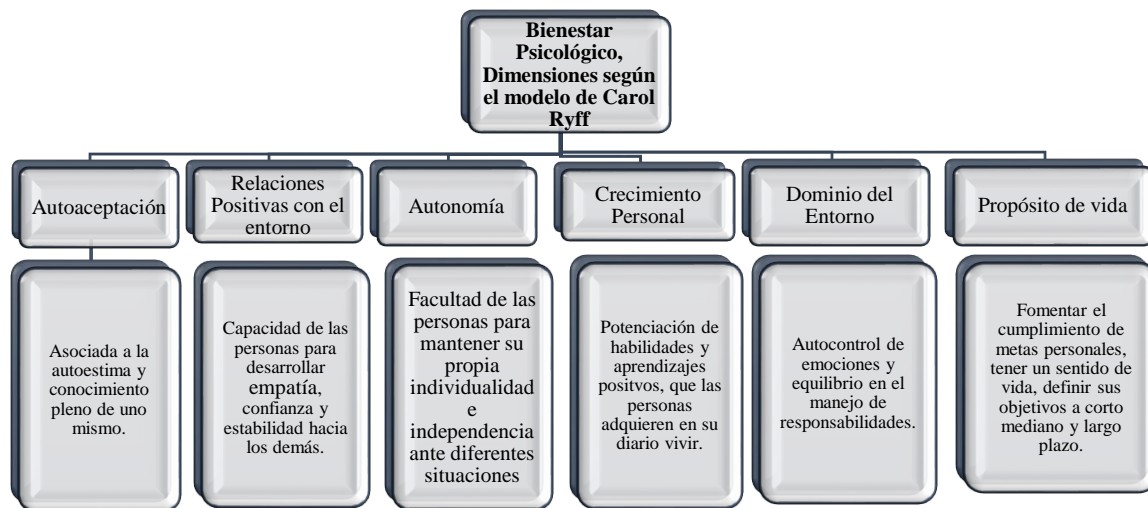 Bienestar
Psicológico,
Dimensiones según
el modelo de Carol
Ryff
Autoaceptación
Relaciones
Positivas con el
entorno
Autonomía
Crecimiento
Personal
Dominio del
Entorno
Propósito de vida
Asociada a la
autoestima y
conocimiento
pleno de uno
mismo.
Capacidad de las
personas para
desarrollar
empatía,
confianza y
estabilidad hacia
los demás.
Facultad de las
personas para
mantener su
propia
individualidad
e
independencia
ante diferentes
situaciones
Potenciación de
habilidades y
aprendizajes
positvos, que las
personas
adquieren en su
diario vivir.
Autocontrol de
emociones y
equilibrio en el
manejo de
responsabilidades.
Fomentar el
cumplimiento de
metas personales,
tener un sentido de
vida, definir sus
objetivos a corto
mediano y largo
plazo.